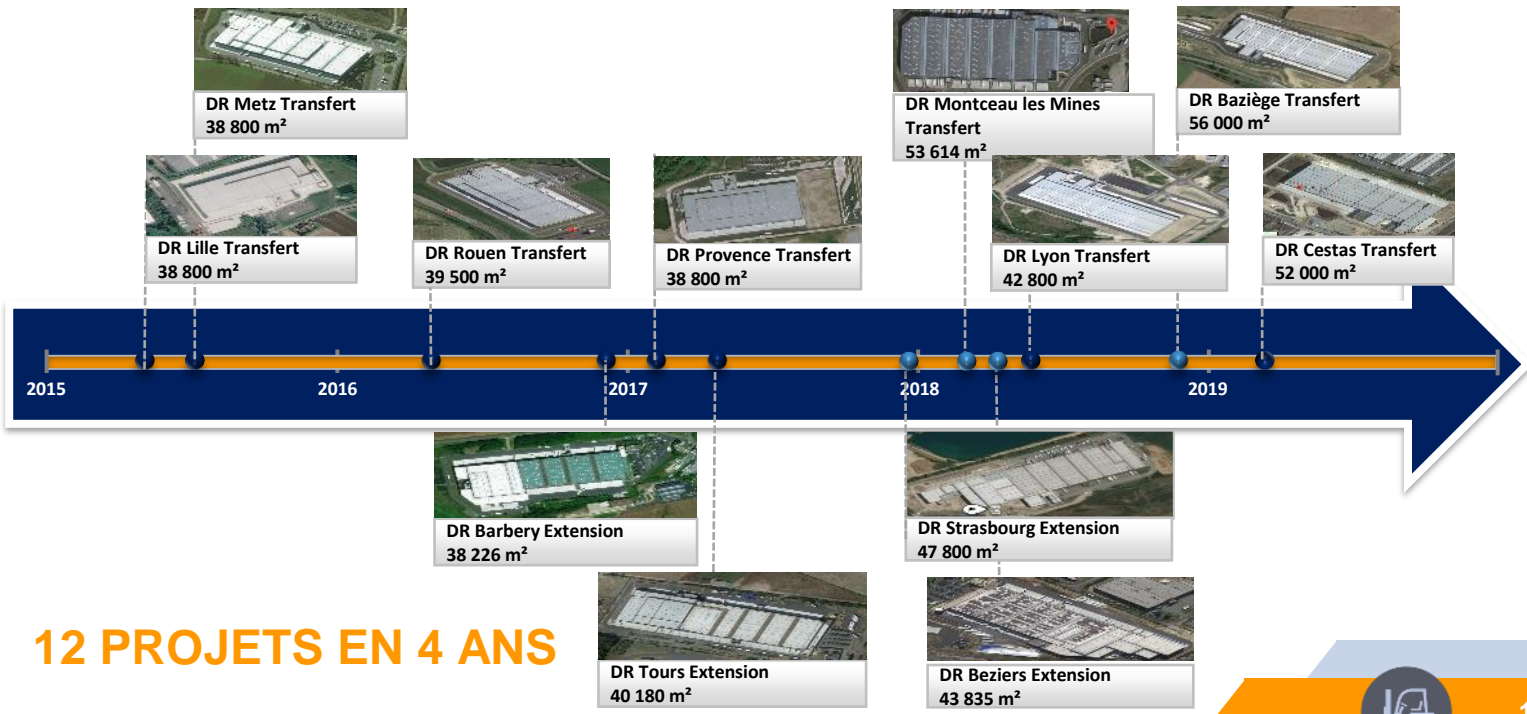 DR Metz Transfert
38 800 m²
DR Montceau les Mines
Transfert
53 614 m²
DR Baziège Transfert
56 000 m²
DR Lille Transfert
38 800 m²
DR Rouen Transfert
39 500 m²
DR Provence Transfert
38 800 m²
DR Lyon Transfert
42 800 m²
DR Cestas Transfert
52 000 m²
2015
2016
2017
2018
2019
DR Barbery Extension
38 226 m²
DR Strasbourg Extension
47 800 m²
12 PROJETS EN 4 ANS
DR Tours Extension
40 180 m²
DR Beziers Extension
43 835 m²